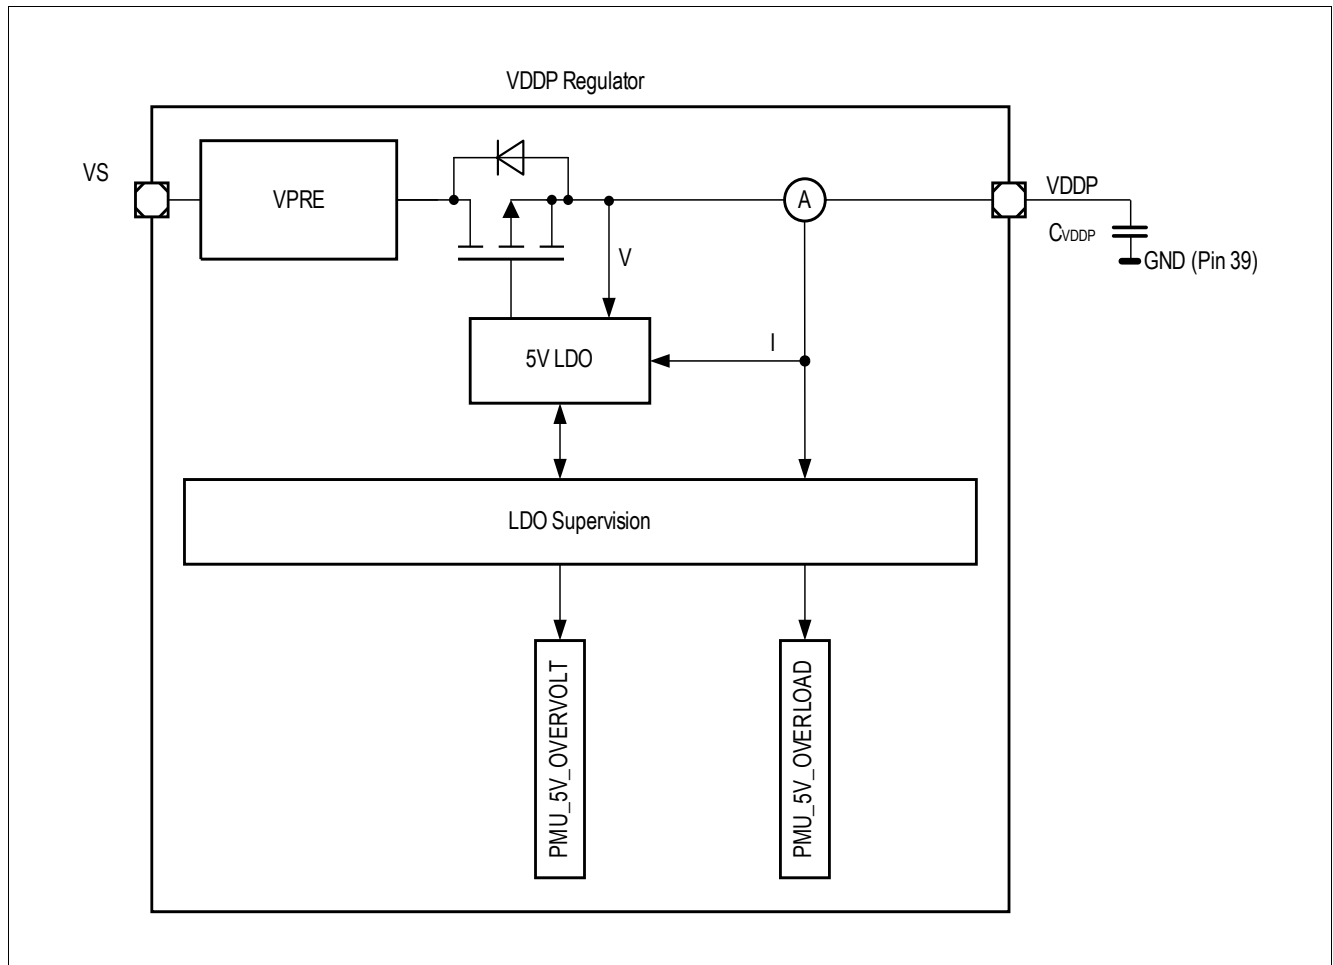 VDDP Regulator
VS
VPRE
A
VDDP
CVDDP
GND (Pin 39)
V
5V LDO
I
LDO Supervision
PMU_5V_OVERVOLT
PMU_5V_OVERLOAD